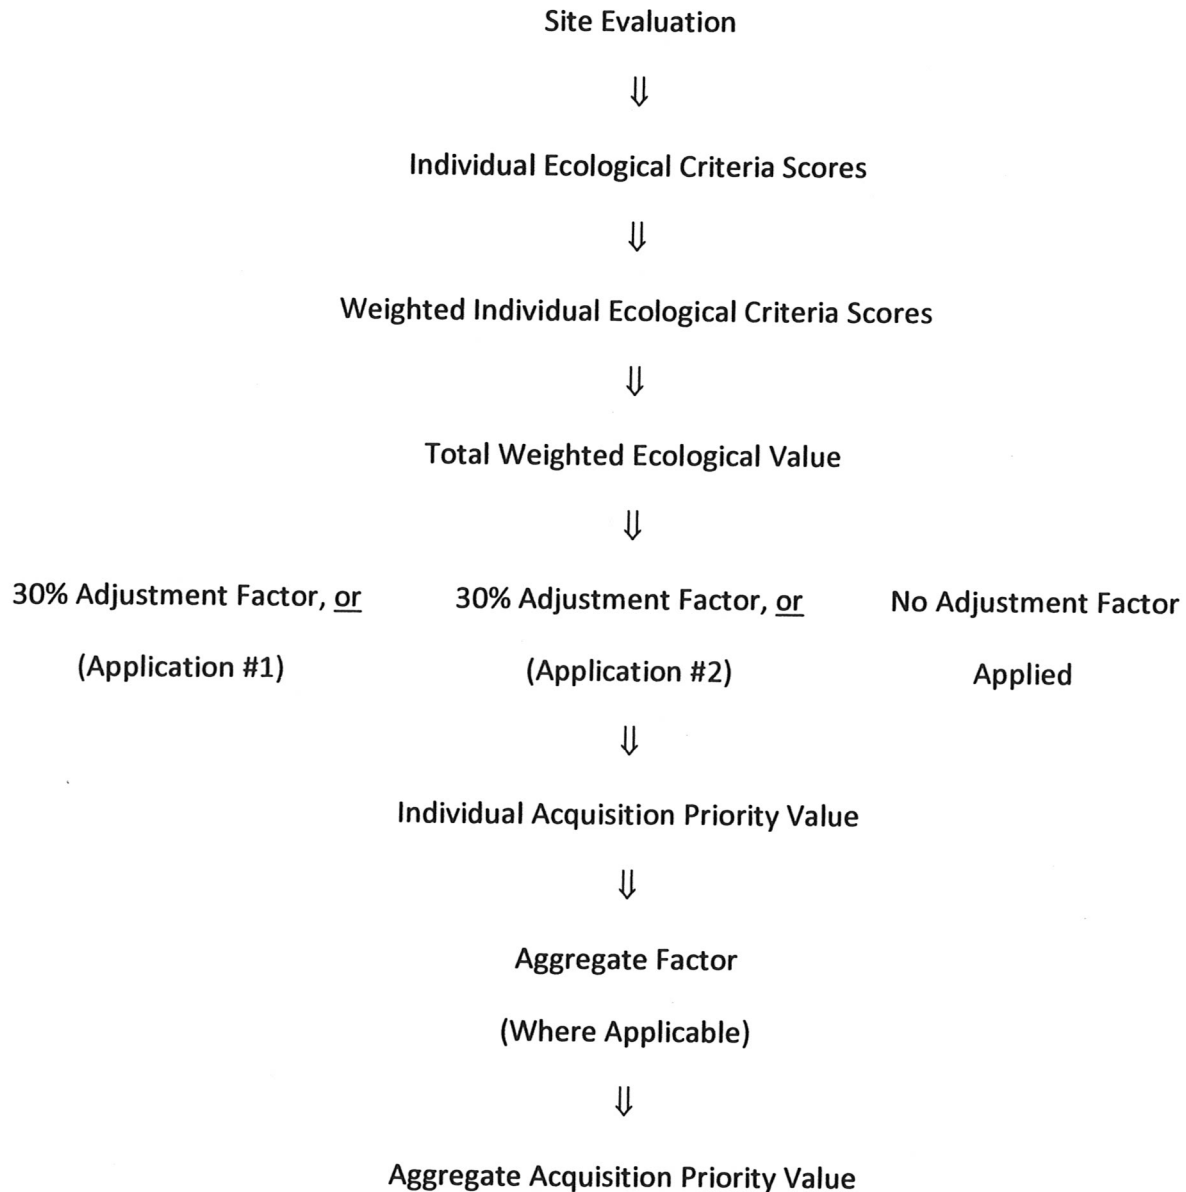 Site Evaluation
⇓
Individual Ecological Criteria Scores
⇓
Weighted Individual Ecological Criteria Scores
⇓
Total Weighted Ecological Value
⇓
30% Adjustment Factor, or 30% Adjustment Factor, or No Adjustment Factor
(Application #1) (Application #2) Applied
⇓
Individual Acquisition Priority Value
⇓
Aggregate Factor
(Where Applicable)
⇓
Aggregate Acquisition Priority Value